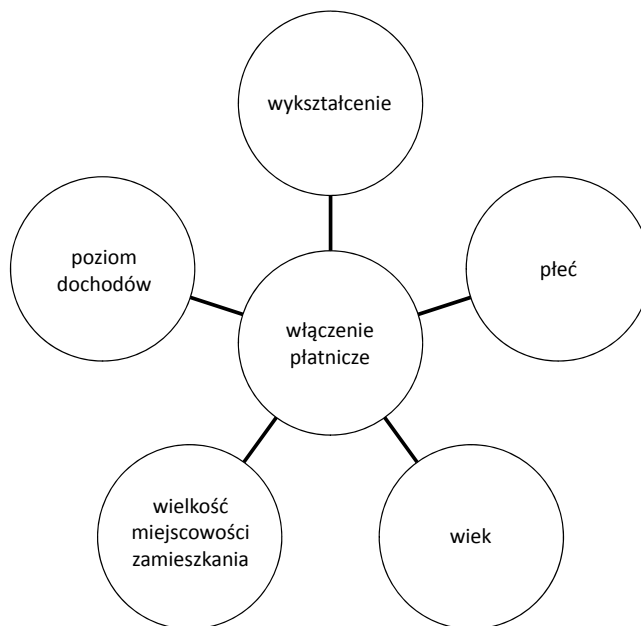 wykształcenie
poziom
dochodów
płeć
włączenie
płatnicze
wielkość
miejscowości
zamieszkania
wiek